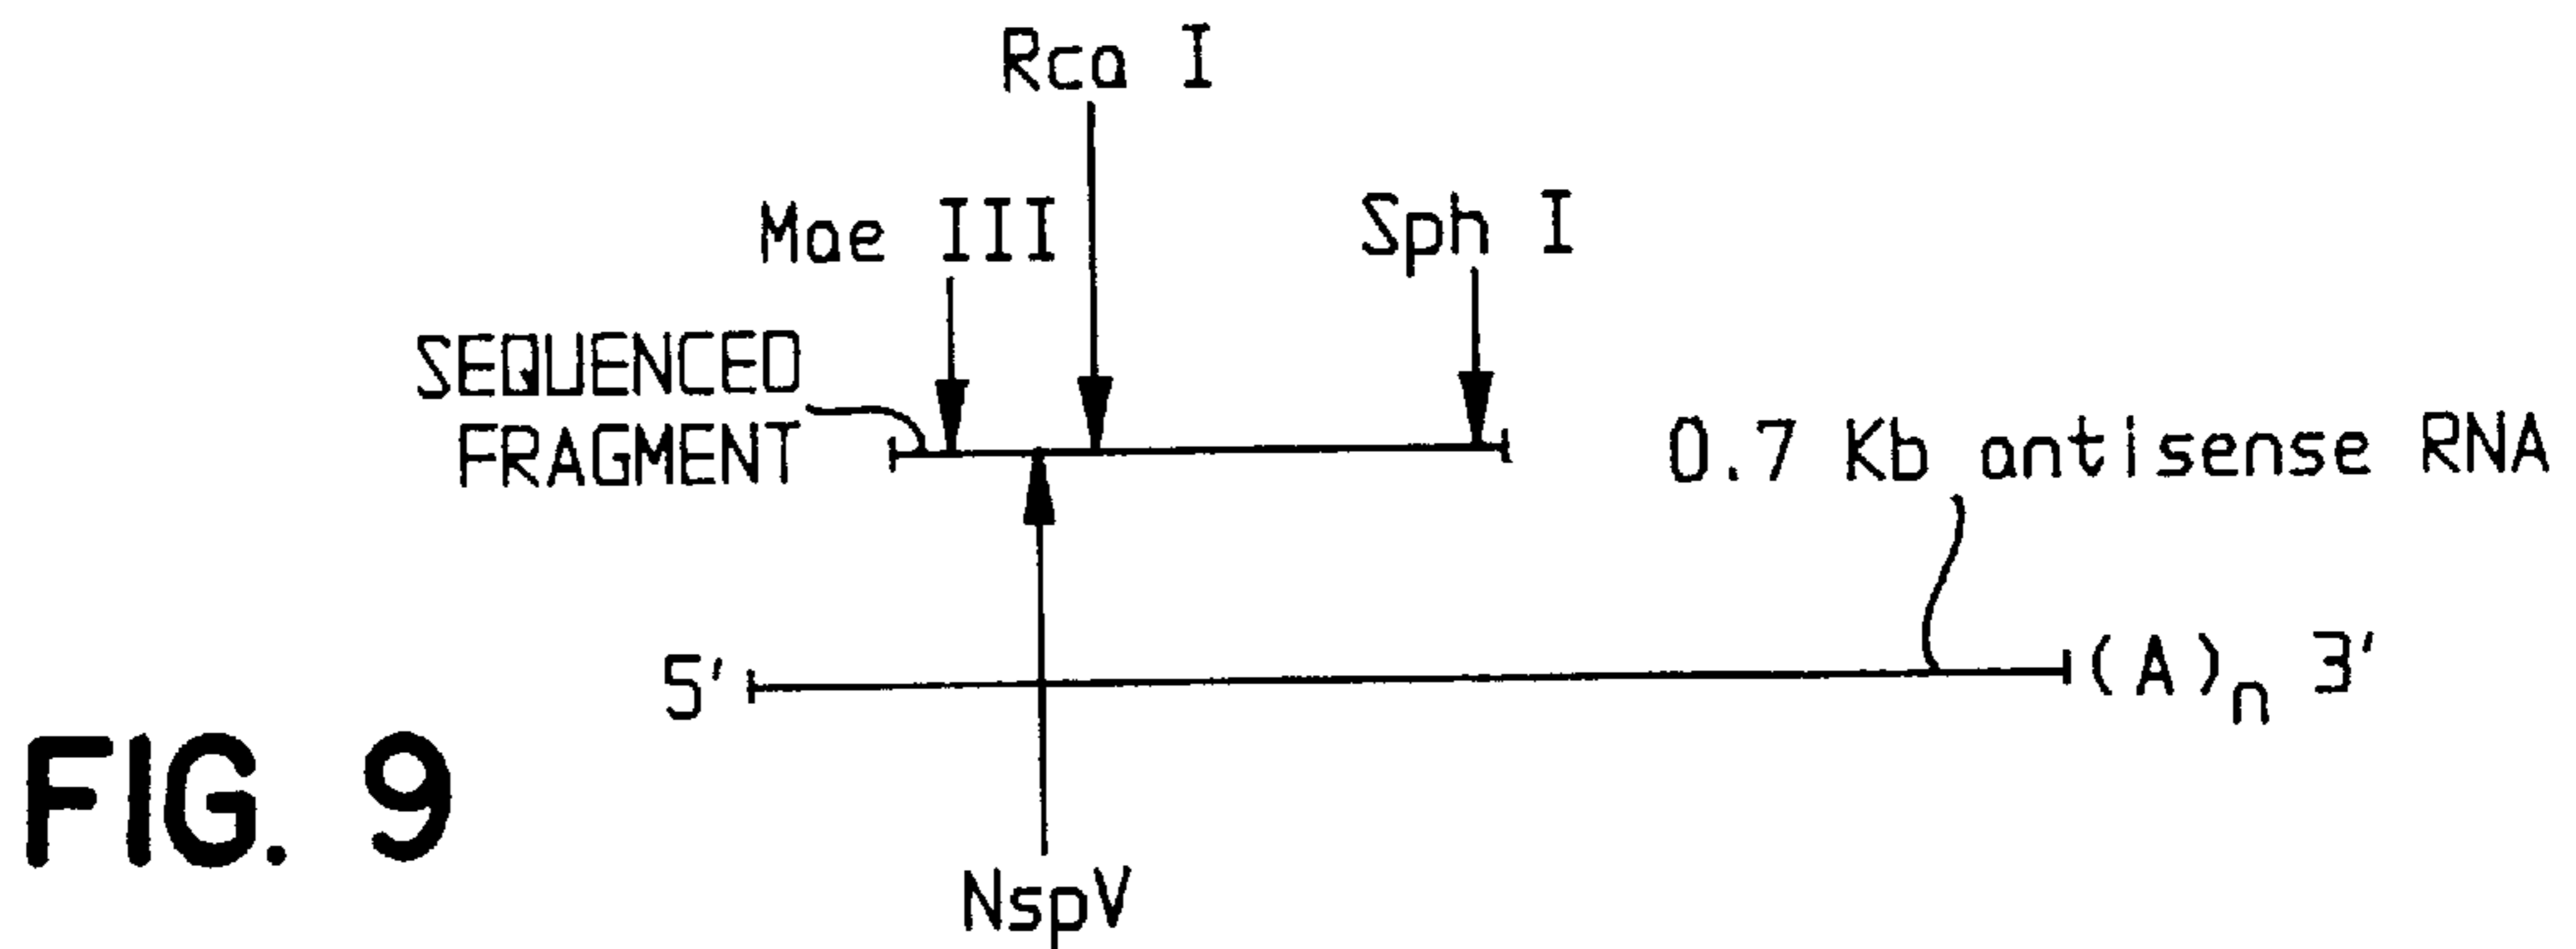 Rca I
Mae III
Sph I
SEQUENCED
FRAGMENT
0.7 Kb antisense RNA
5' (A)n 3'
FIG. 9
NspV